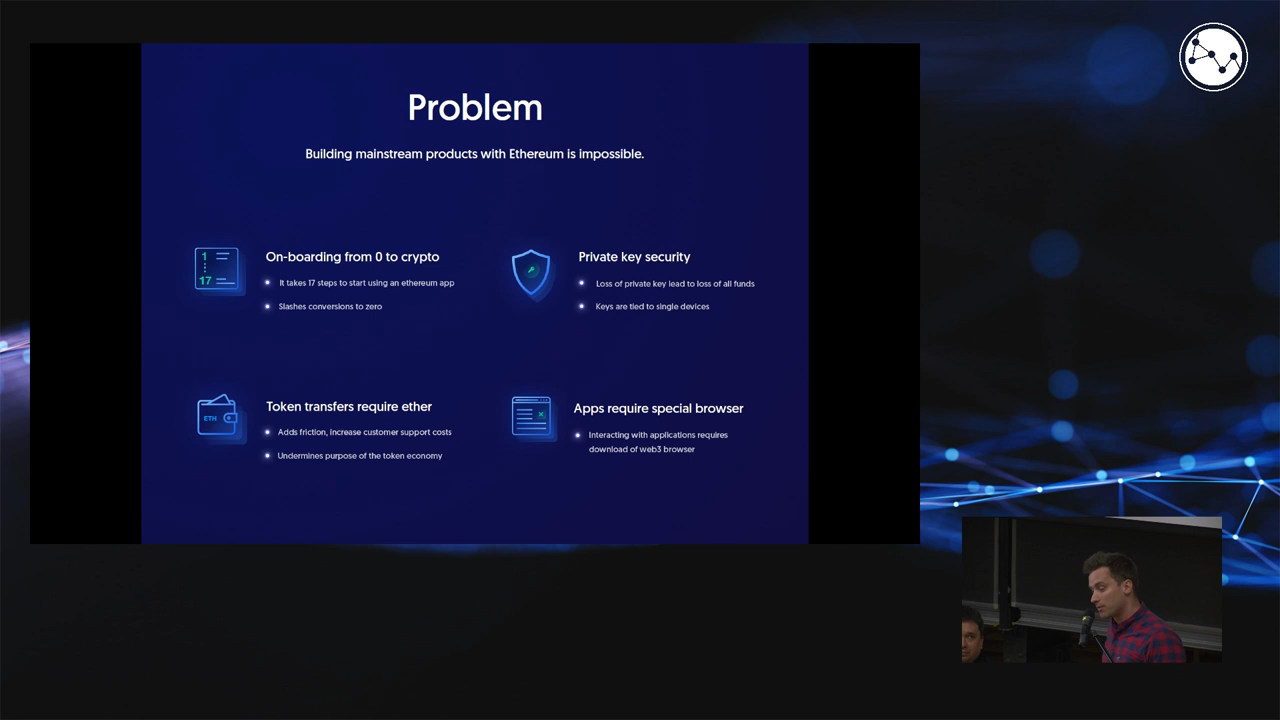 Problem
Building mainstream products with Ethereum is impossible.
1
17
On-boarding from 0 to crypto
It takes 17 steps to start using an ethereum app
Slashes conversions to zero
Private key security
Loss of private key lead to loss of all funds
Keys are tied to single devices
ETH
Token transfers require ether
Adds friction, Increase customer support costs
Undermines purpose of the token economy
Apps require special browser
Interacting with applications requires
download of web3 browser